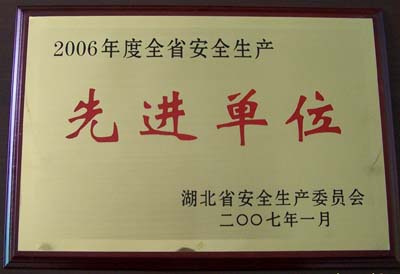 2006年度全省安全生产
先进单位
湖北省安全生产委员会
二〇〇七年一月